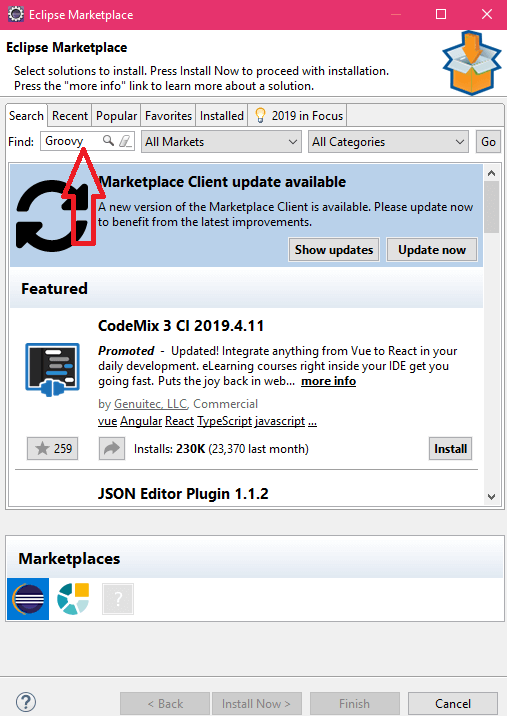 Eclipse Marketplace
Eclipse Marketplace
Select solutions to install. Press Install Now to proceed with installation.
Press the "more info" link to learn more about a solution.
Search Recent Popular Favorites Installed 2019 in Focus
Find: Groovy All Markets All Categories Go
Marketplace Client update available
A new version of the Marketplace Client is available. Please update now
to benefit from the latest improvements.
Show updates Update now
Featured
CodeMix 3 CI 2019.4.11
Promoted - Updated! Integrate anything from Vue to React in your
daily development. eLearning courses right inside your IDE get you
going fast. Puts the joy back in web... more info
by Genuitec, LLC, Commercial
vue Angular React TypeScript javascript ...
259 Installs: 230K (23,370 last month) Install
JSON Editor Plugin 1.1.2
Marketplaces
?
? < Back Install Now > Finish Cancel